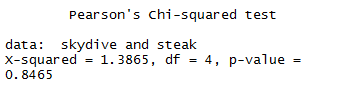 Pearson's Chi-squared test
data:  skydive and steak
X-squared = 1.3865, df = 4, p-value =
0.8465